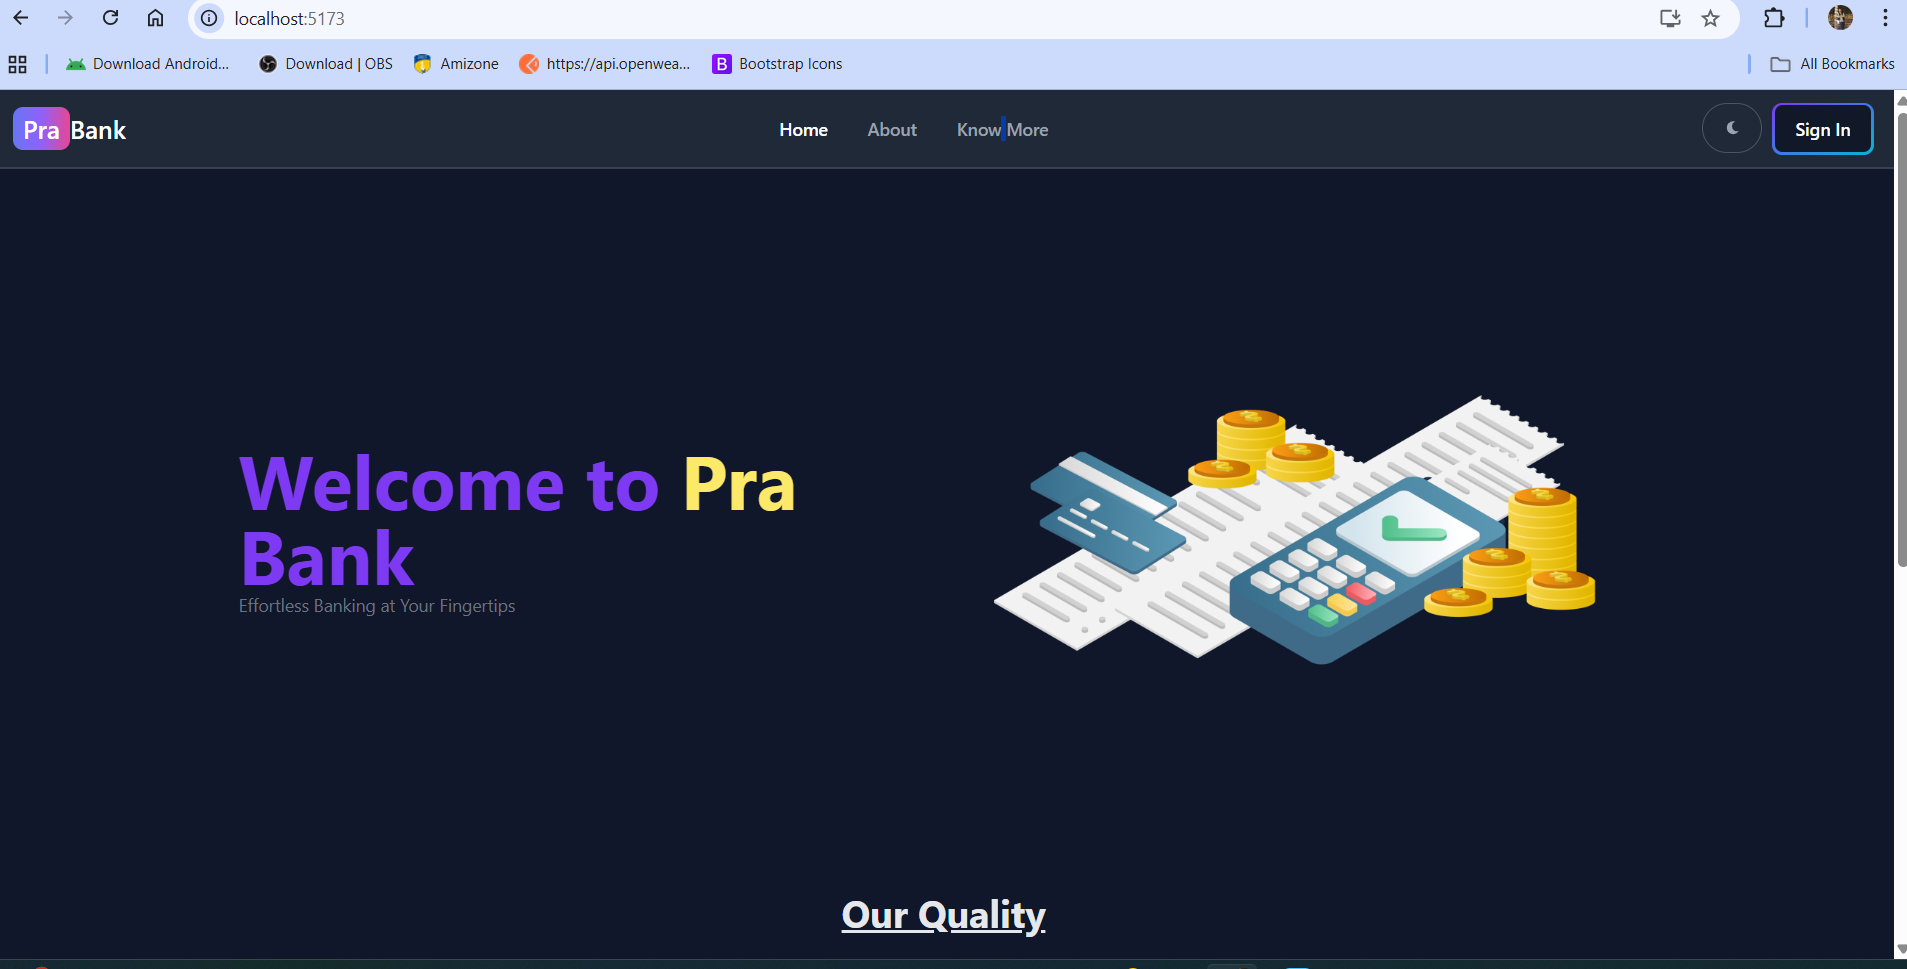 localhost:5173
Download Android...
Download | OBS
Amizone
https://api.openwea...
B
Bootstrap Icons
All Bookmarks
Pra Bank
Home
About
Know More
Sign In
Welcome to Pra
Bank
Effortless Banking at Your Fingertips
Our Quality